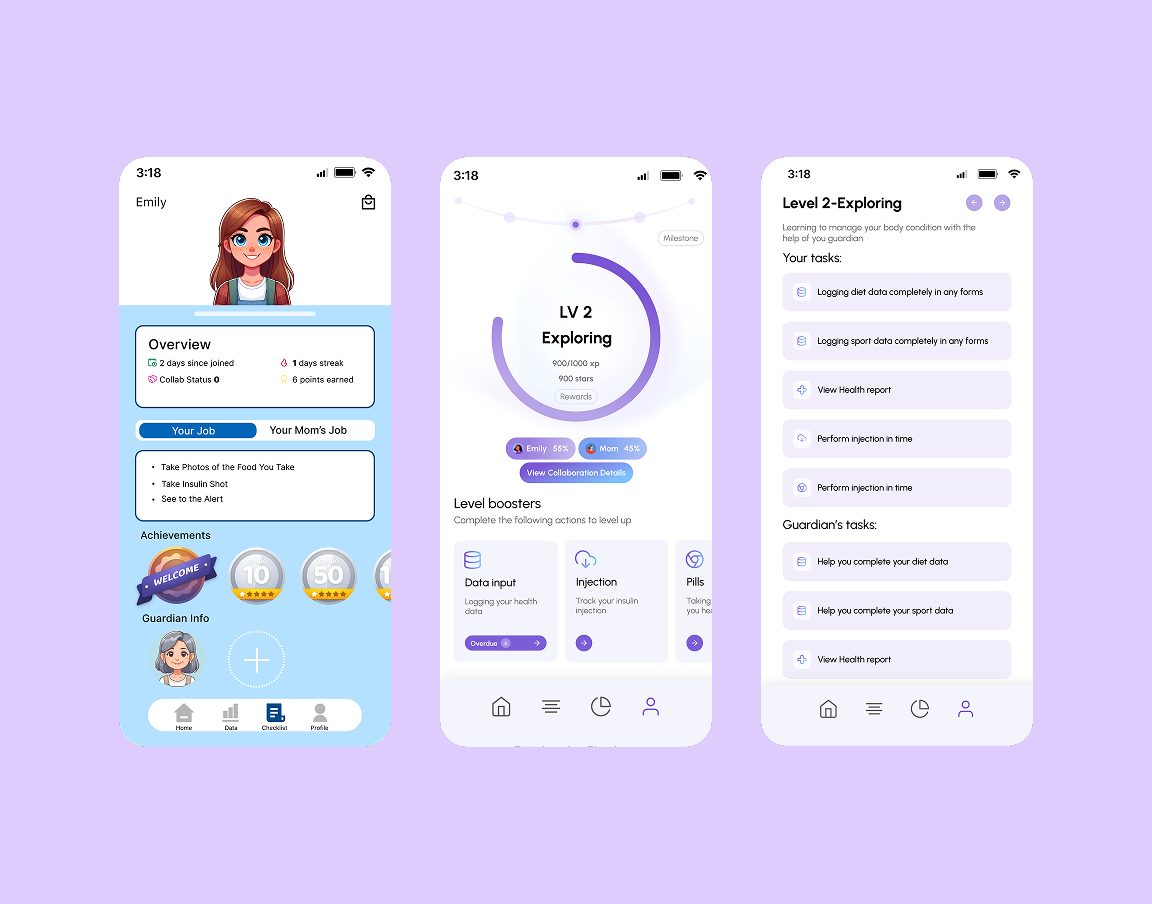 3:18
Emily
Overview
2 days since joined
1 days streak
Collab Status 0
6 points earned
Your Job
Your Mom's Job
• Take Photos of the Food You Take
• Take Insulin Shot
• See to the Alert
Achievements
WELCOME
10
50
Guardian Info
Home
Data
Checklist
Profile
3:18
Milestone
LV 2
Exploring
900/1000 xp
900 stars
Rewards
Emily 55%
Mom 45%
View Collaboration Details
Level boosters
Complete the following actions to level up
Data input
Logging your health
data
Overdue
Injection
Track your insulin
injection
Pills
Taking
you
3:18
Level 2-Exploring
Learning to manage your body condition with the
help of you guardian
Your tasks:
Logging diet data completely in any forms
Logging sport data completely in any forms
View Health report
Perform injection in time
Perform injection in time
Guardian's tasks:
Help you complete your diet data
Help you complete your sport data
View Health report